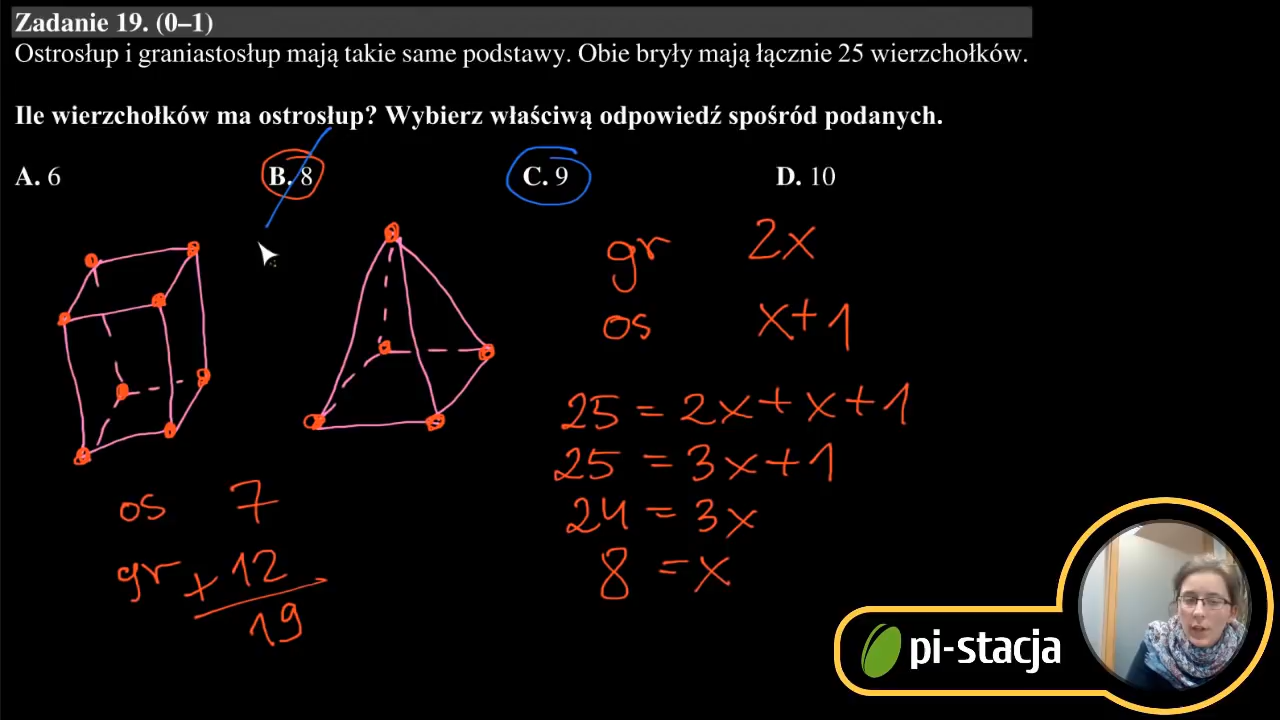 Zadanie 19. (0–1)
Ostrosłup i graniastosłup mają takie same podstawy. Obie bryły mają łącznie 25 wierzchołków.
Ile wierzchołków ma ostrosłup? Wybierz właściwą odpowiedź spośród podanych.
A. 6 B. 8 C. 9 D. 10
gr 2x
os x+1
25 = 2x+x+1
25 = 3x+1
24 = 3x
8 = x
os 7
gr + 12
19
pi-stacja